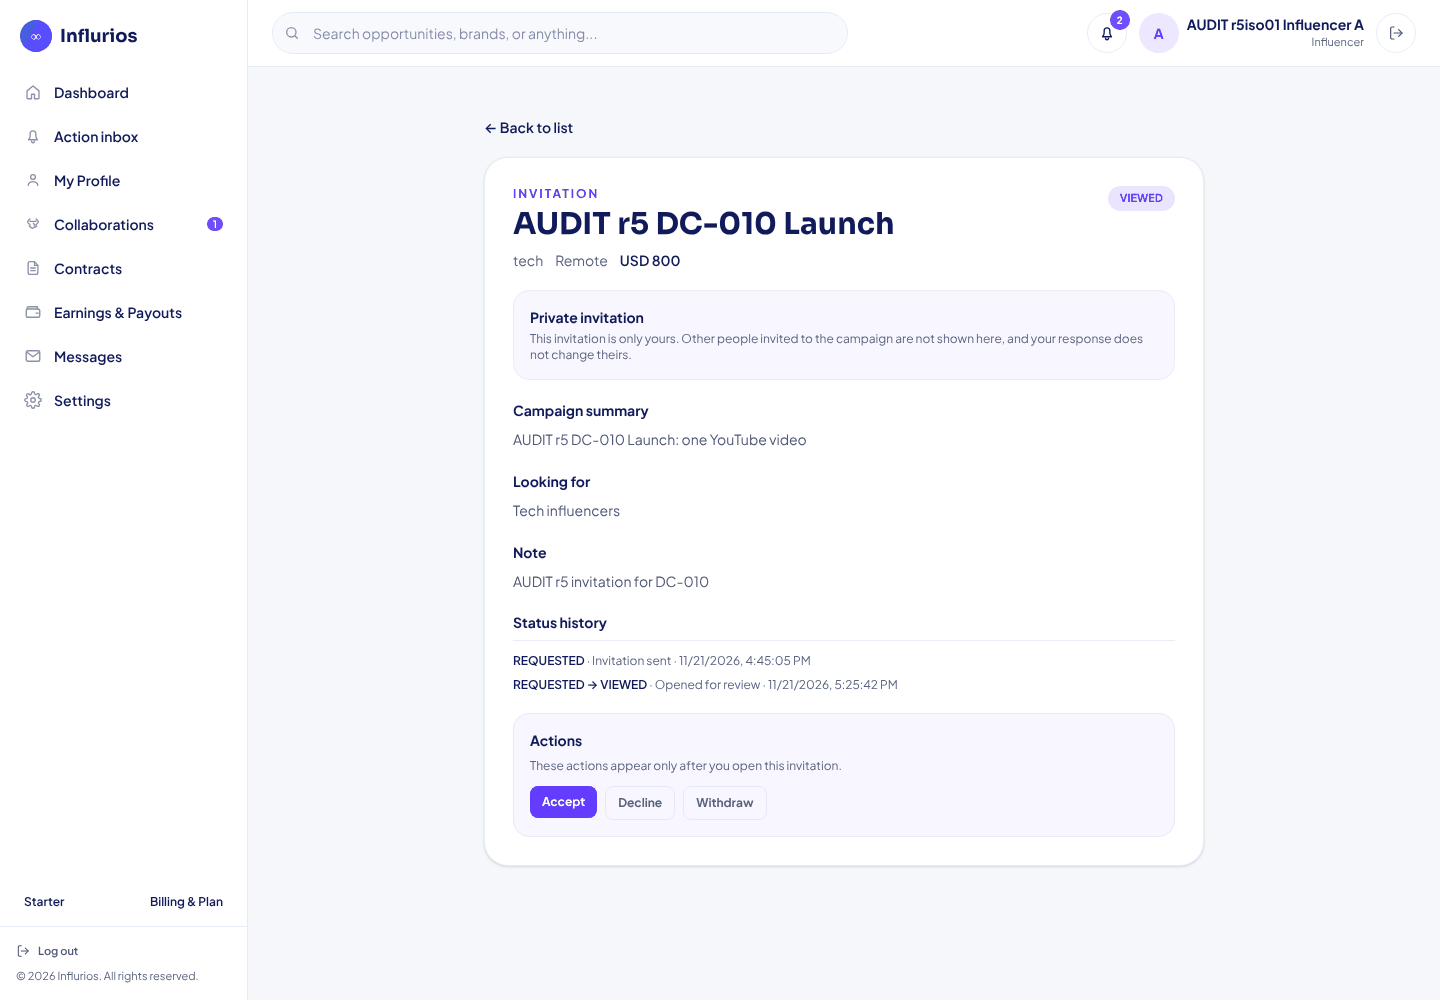 ∞ Influrios
Search opportunities, brands, or anything...
2
A
AUDIT r5iso01 Influencer A
Influencer
Dashboard
Action inbox
My Profile
Collaborations 1
Contracts
Earnings & Payouts
Messages
Settings
Starter Billing & Plan
Log out
© 2026 Influrios. All rights reserved.
← Back to list
INVITATION
VIEWED
AUDIT r5 DC-010 Launch
tech Remote USD 800
Private invitation
This invitation is only yours. Other people invited to the campaign are not shown here, and your response does
not change theirs.
Campaign summary
AUDIT r5 DC-010 Launch: one YouTube video
Looking for
Tech influencers
Note
AUDIT r5 invitation for DC-010
Status history
REQUESTED · Invitation sent · 11/21/2026, 4:45:05 PM
REQUESTED → VIEWED · Opened for review · 11/21/2026, 5:25:42 PM
Actions
These actions appear only after you open this invitation.
Accept Decline Withdraw